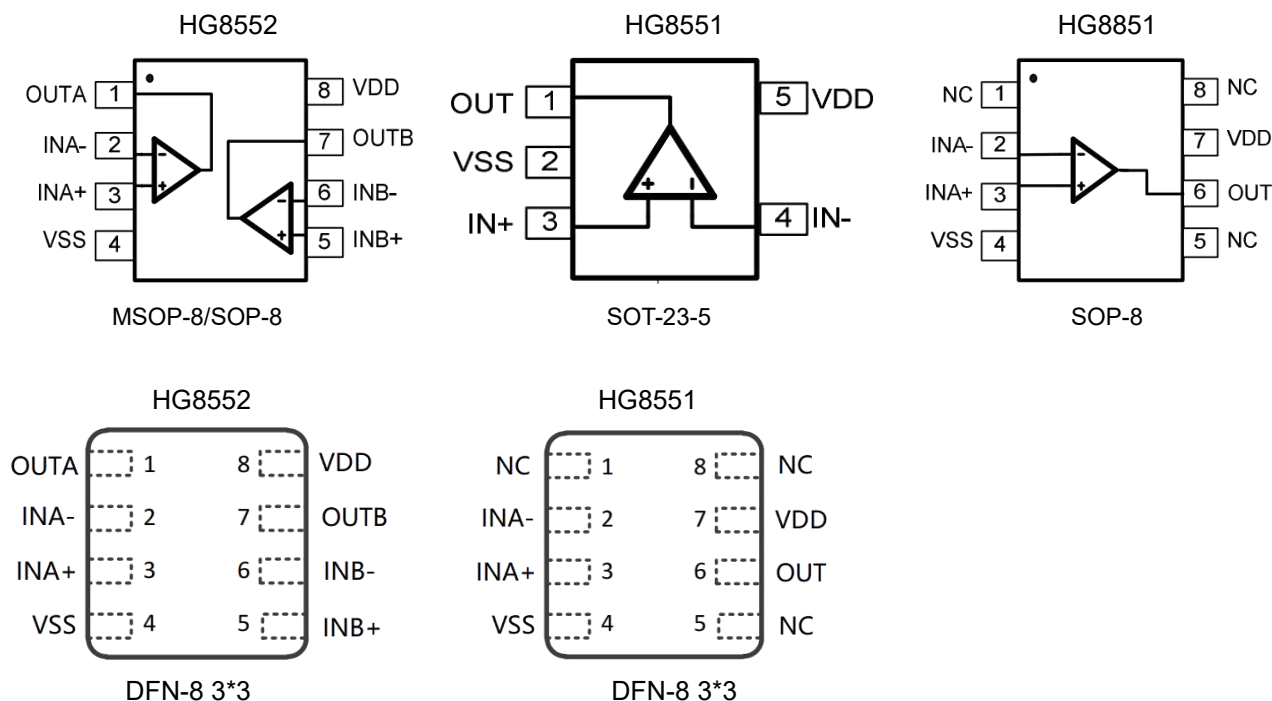 HG8552
OUTA 1 8 VDD
INA- 2 7 OUTB
INA+ 3 6 INB-
VSS 4 5 INB+
- + - +
MSOP-8/SOP-8
HG8551
OUT 1 5 VDD
VSS 2
IN+ 3 4 IN-
+ -
SOT-23-5
HG8851
NC 1 8 NC
INA- 2 7 VDD
INA+ 3 6 OUT
VSS 4 5 NC
- +
SOP-8
HG8552
OUTA 1 8 VDD
INA- 2 7 OUTB
INA+ 3 6 INB-
VSS 4 5 INB+
DFN-8 3*3
HG8551
NC 1 8 NC
INA- 2 7 VDD
INA+ 3 6 OUT
VSS 4 5 NC
DFN-8 3*3